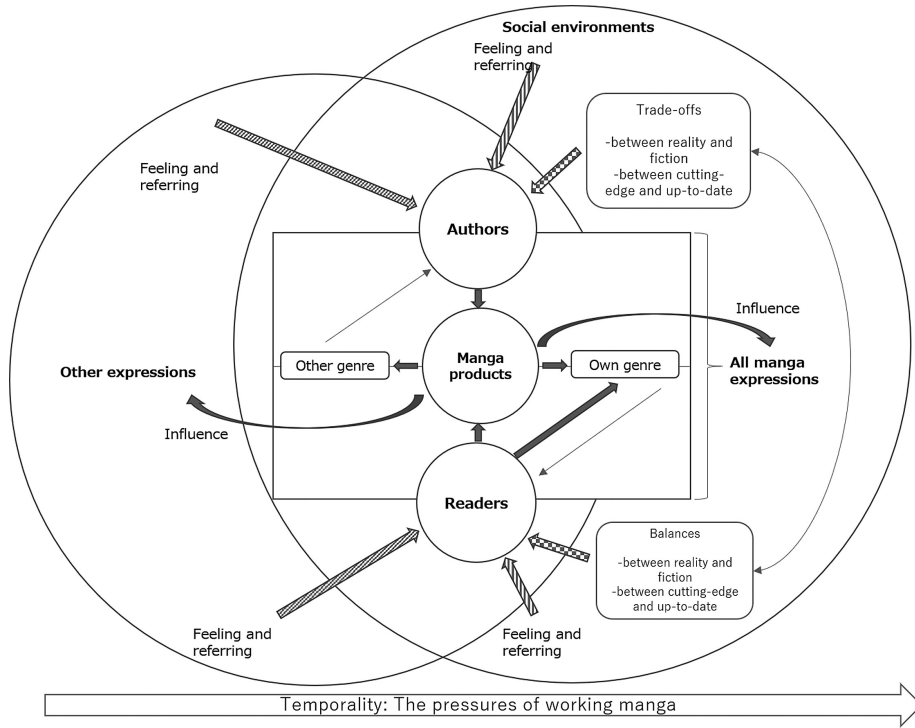 Social environments
Feeling and
referring
Trade-offs
-between reality and
fiction
-between cutting-
edge and up-to-date
Feeling and
referring
Authors
Influence
Other genre
Manga
products
Own genre
All manga
expressions
Other expressions
Influence
Readers
Balances
-between reality and
fiction
-between cutting-edge
and up-to-date
Feeling and
referring
Feeling and
referring
Temporality: The pressures of working manga